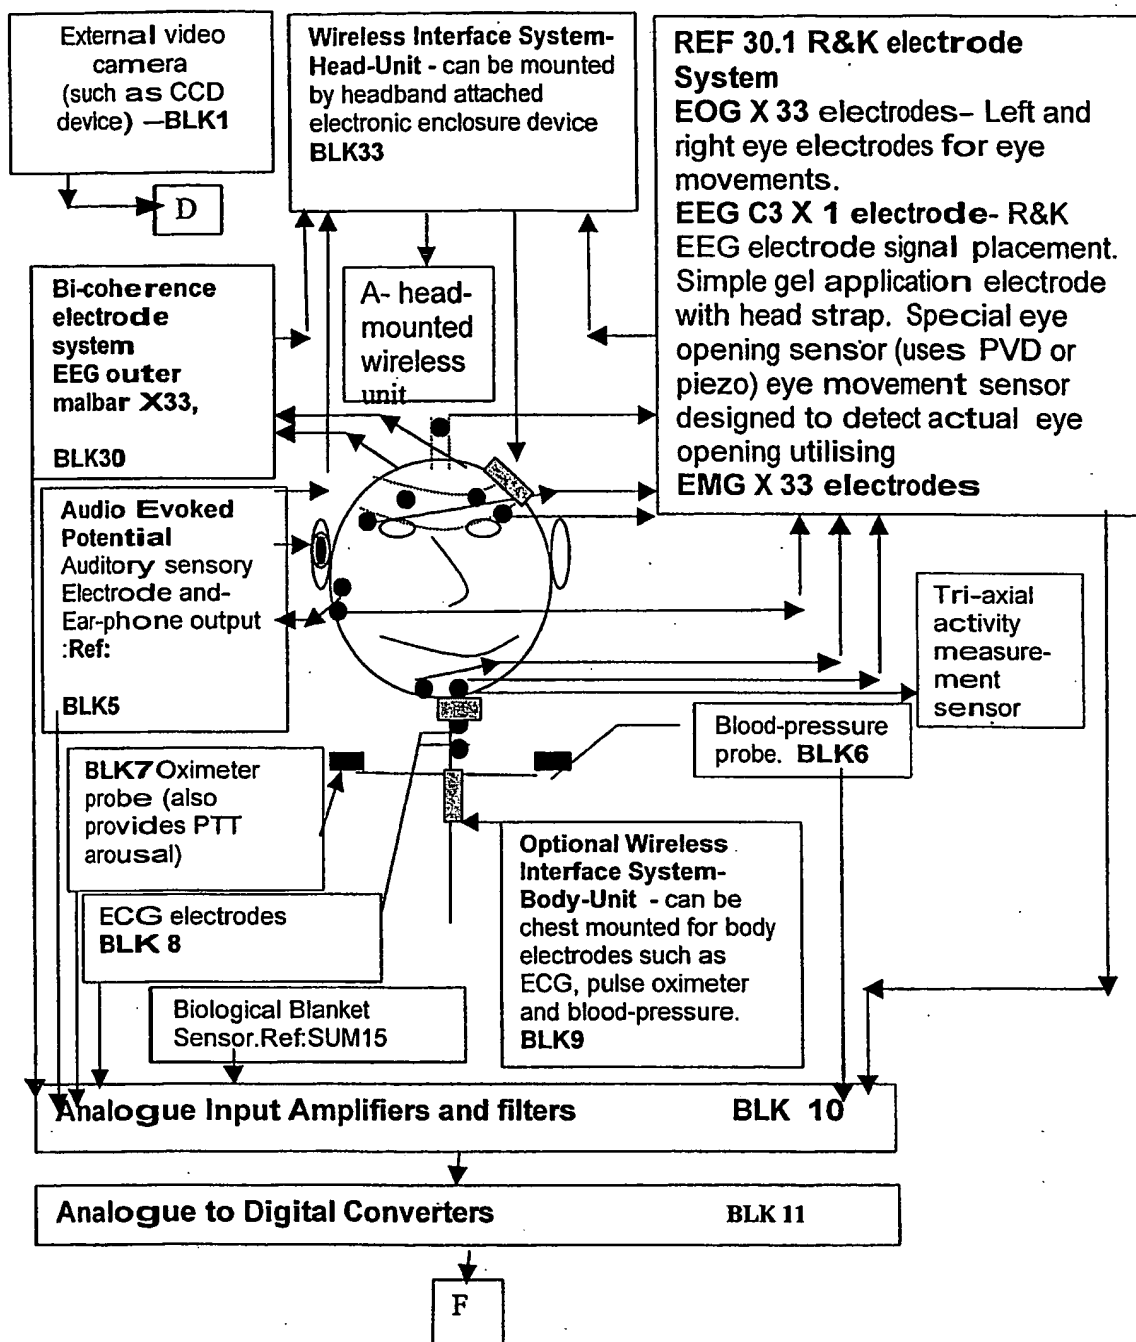 External video
camera
(such as CCD
device) —BLK1
D
Wireless Interface System-
Head-Unit - can be mounted
by headband attached
electronic enclosure device
BLK33
REF 30.1 R&K electrode
System
EOG X 33 electrodes– Left and
right eye electrodes for eye
movements.
EEG C3 X 1 electrode- R&K
EEG electrode signal placement.
Simple gel application electrode
with head strap. Special eye
opening sensor (uses PVD or
piezo) eye movement sensor
designed to detect actual eye
opening utilising
EMG X 33 electrodes
Bi-coherence
electrode
system
EEG outer
malbar X33,
BLK30
A- head-
mounted
wireless
unit
Audio Evoked
Potential
Auditory sensory
Electrode and-
Ear-phone output
:Ref:
BLK5
Tri-axial
activity
measure-
ment
sensor
Blood-pressure
probe. BLK6
BLK7 Oximeter
probe (also
provides PTT
arousal)
Optional Wireless
Interface System-
Body-Unit - can be
chest mounted for body
electrodes such as
ECG, pulse oximeter
and blood-pressure.
BLK9
ECG electrodes
BLK 8
Biological Blanket
Sensor.Ref:SUM15
Analogue Input Amplifiers and filters BLK 10
Analogue to Digital Converters BLK 11
F